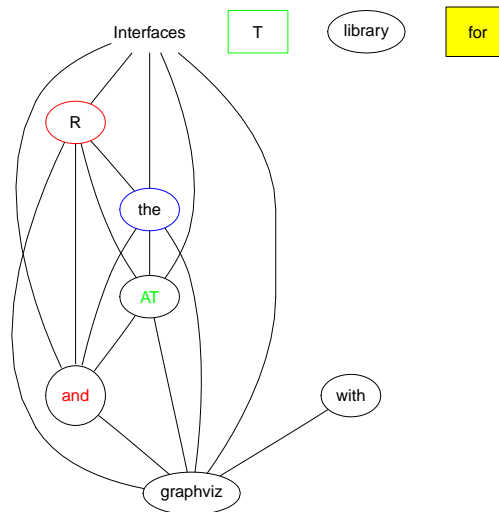 Interfaces
T
library
for
R
the
AT
and
with
graphviz